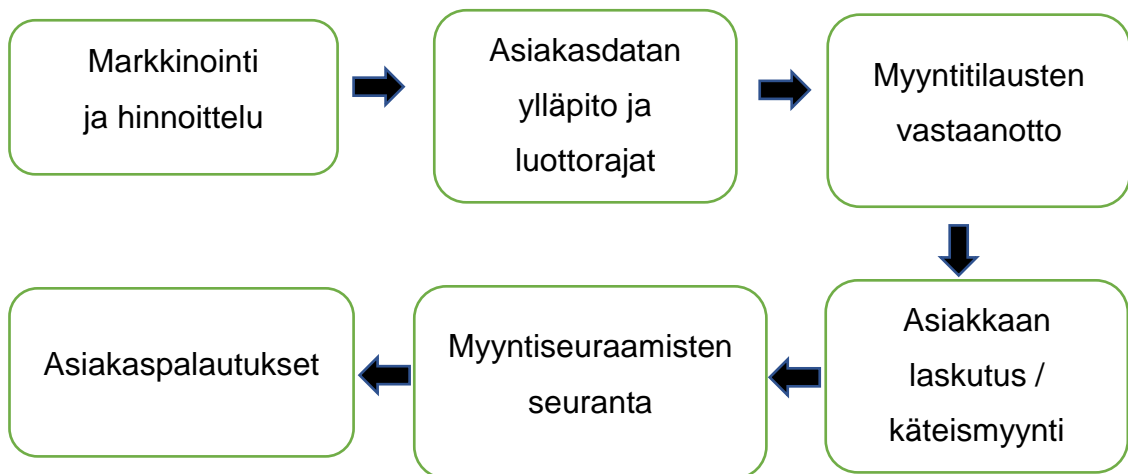 Markkinointi
ja hinnoittelu
Asiakasdatan
ylläpito ja
luottorajat
Myyntitilausten
vastaanotto
Asiakkaan
laskutus /
käteismyynti
Myyntiseuraamisten
seuranta
Asiakaspalautukset